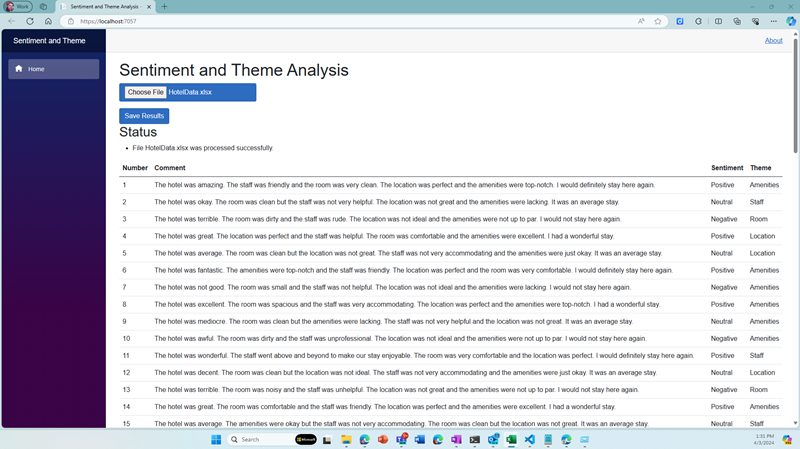 Work
Sentiment and Theme Analysis -
https://localhost:7057
Sentiment and Theme
About
Home
Sentiment and Theme Analysis
Choose File HotelData.xlsx
Save Results
Status
• File HotelData.xlsx was processed successfully.
Number Comment Sentiment Theme
1 The hotel was amazing. The staff was friendly and the room was very clean. The location was perfect and the amenities were top-notch. I would definitely stay here again. Positive Amenities
2 The hotel was okay. The room was clean but the staff was not very helpful. The location was not great and the amenities were lacking. It was an average stay. Neutral Staff
3 The hotel was terrible. The room was dirty and the staff was rude. The location was not ideal and the amenities were not up to par. I would not stay here again. Negative Room
4 The hotel was great. The location was perfect and the staff was helpful. The room was comfortable and the amenities were excellent. I had a wonderful stay. Positive Location
5 The hotel was average. The room was clean but the location was not great. The staff was not very accommodating and the amenities were just okay. It was an average stay. Neutral Location
6 The hotel was fantastic. The amenities were top-notch and the staff was friendly. The location was perfect and the room was very comfortable. I would definitely stay here again. Positive Amenities
7 The hotel was not good. The room was small and the staff was not helpful. The location was not ideal and the amenities were lacking. I would not stay here again. Negative Amenities
8 The hotel was excellent. The room was spacious and the staff was very accommodating. The location was perfect and the amenities were top-notch. I had a wonderful stay. Positive Amenities
9 The hotel was mediocre. The room was clean but the amenities were lacking. The staff was not very helpful and the location was not great. It was an average stay. Neutral Amenities
10 The hotel was awful. The room was dirty and the staff was unprofessional. The location was not ideal and the amenities were not up to par. I would not stay here again. Negative Amenities
11 The hotel was wonderful. The staff went above and beyond to make our stay enjoyable. The room was very comfortable and the location was perfect. I would definitely stay here again. Positive Staff
12 The hotel was decent. The room was clean but the location was not ideal. The staff was not very accommodating and the amenities were just okay. It was an average stay. Neutral Location
13 The hotel was terrible. The room was noisy and the staff was unhelpful. The location was not great and the amenities were not up to par. I would not stay here again. Negative Room
14 The hotel was great. The room was comfortable and the staff was friendly. The location was perfect and the amenities were excellent. I had a wonderful stay. Positive Amenities
15 The hotel was average. The amenities were okay but the staff was not very accommodating. The room was clean but the location was not great. It was an average stay. Neutral Staff
Search
1:31 PM
4/3/2024